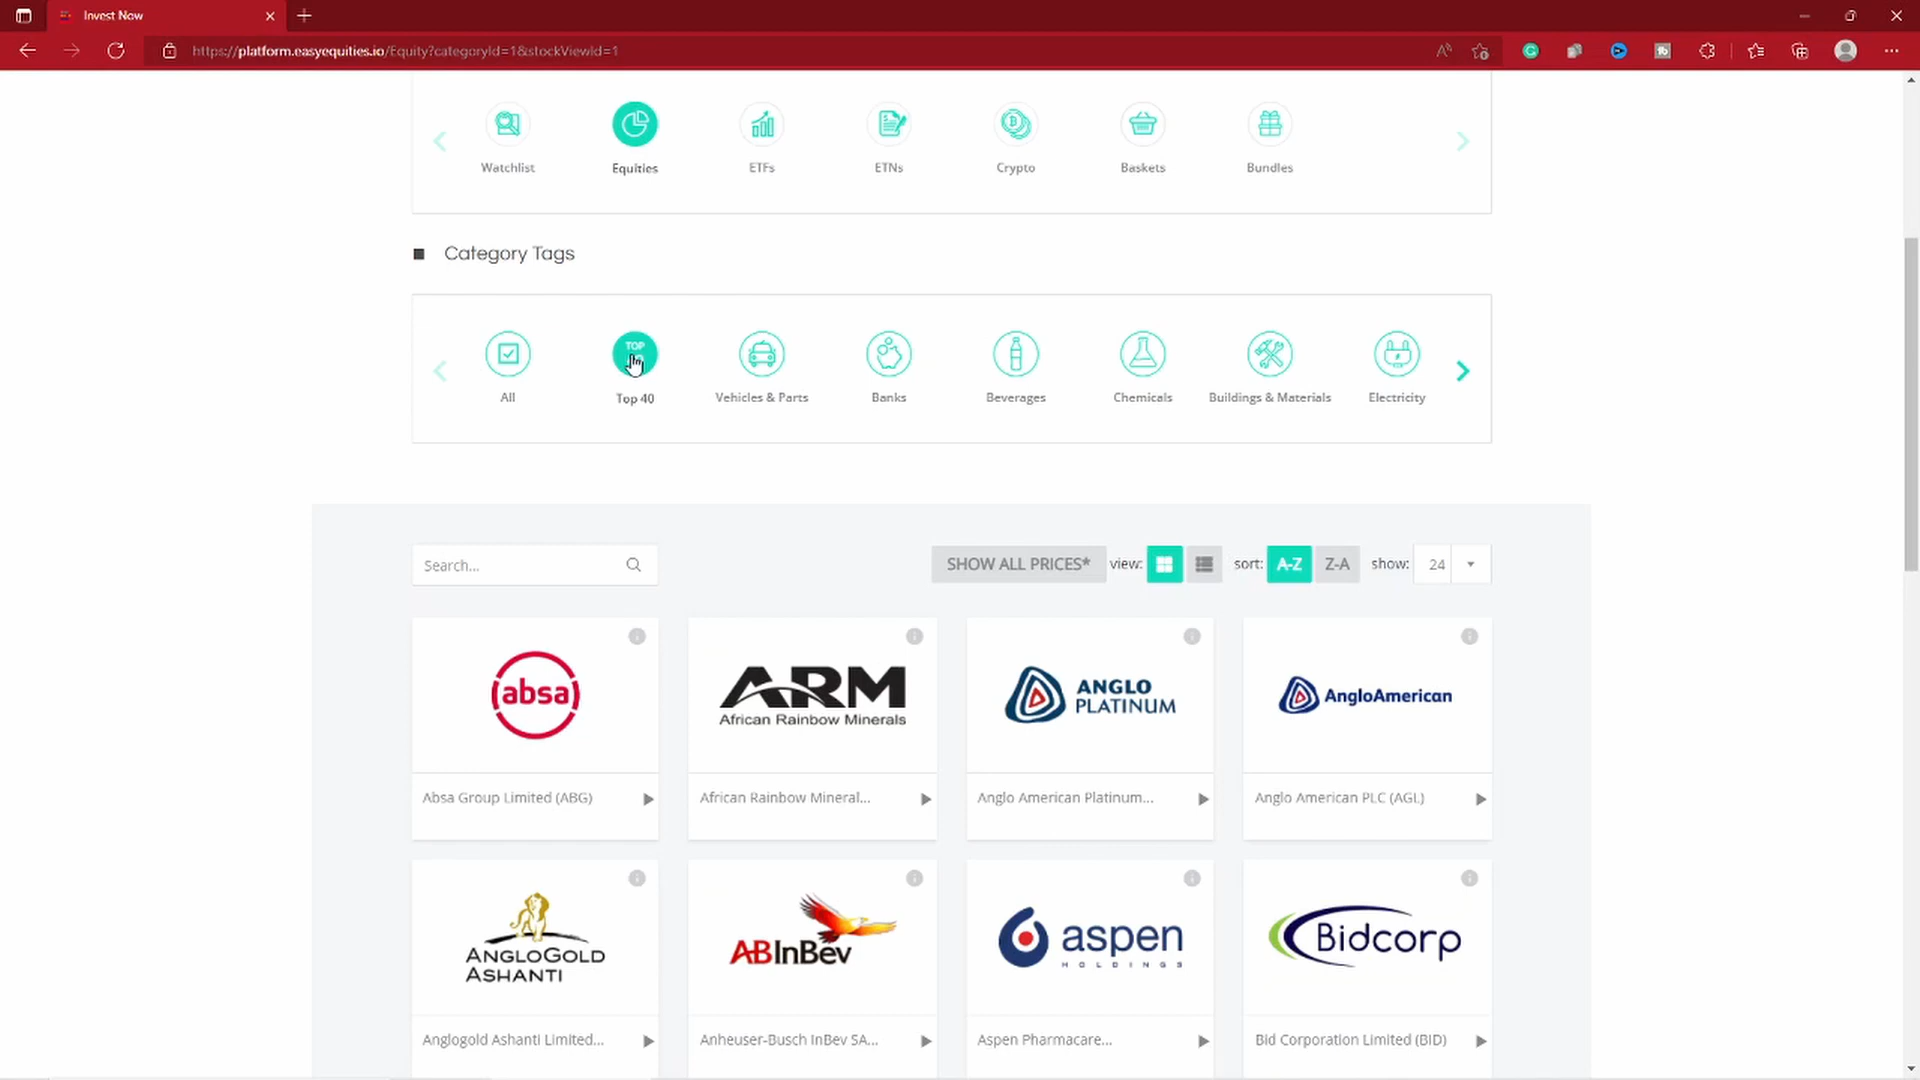 Invest Now
https://platform.easyequities.io/Equity?categoryId=1&stockViewId=1
Watchlist
Equities
ETFs
ETNs
Crypto
Baskets
Bundles
Category Tags
TOP
All
Top 40
Vehicles & Parts
Banks
Beverages
Chemicals
Buildings & Materials
Electricity
Search...
SHOW ALL PRICES*
view:
sort:
A-Z
Z-A
show:
24
absa
ARM
African Rainbow Minerals
ANGLO
PLATINUM
AngloAmerican
Absa Group Limited (ABG)
African Rainbow Mineral...
Anglo American Platinum...
Anglo American PLC (AGL)
ANGLOGOLD
ASHANTI
ABInBev
aspen
HOLDINGS
Bidcorp
Anglogold Ashanti Limited...
Anheuser-Busch InBev SA...
Aspen Pharmacare...
Bid Corporation Limited (BID)